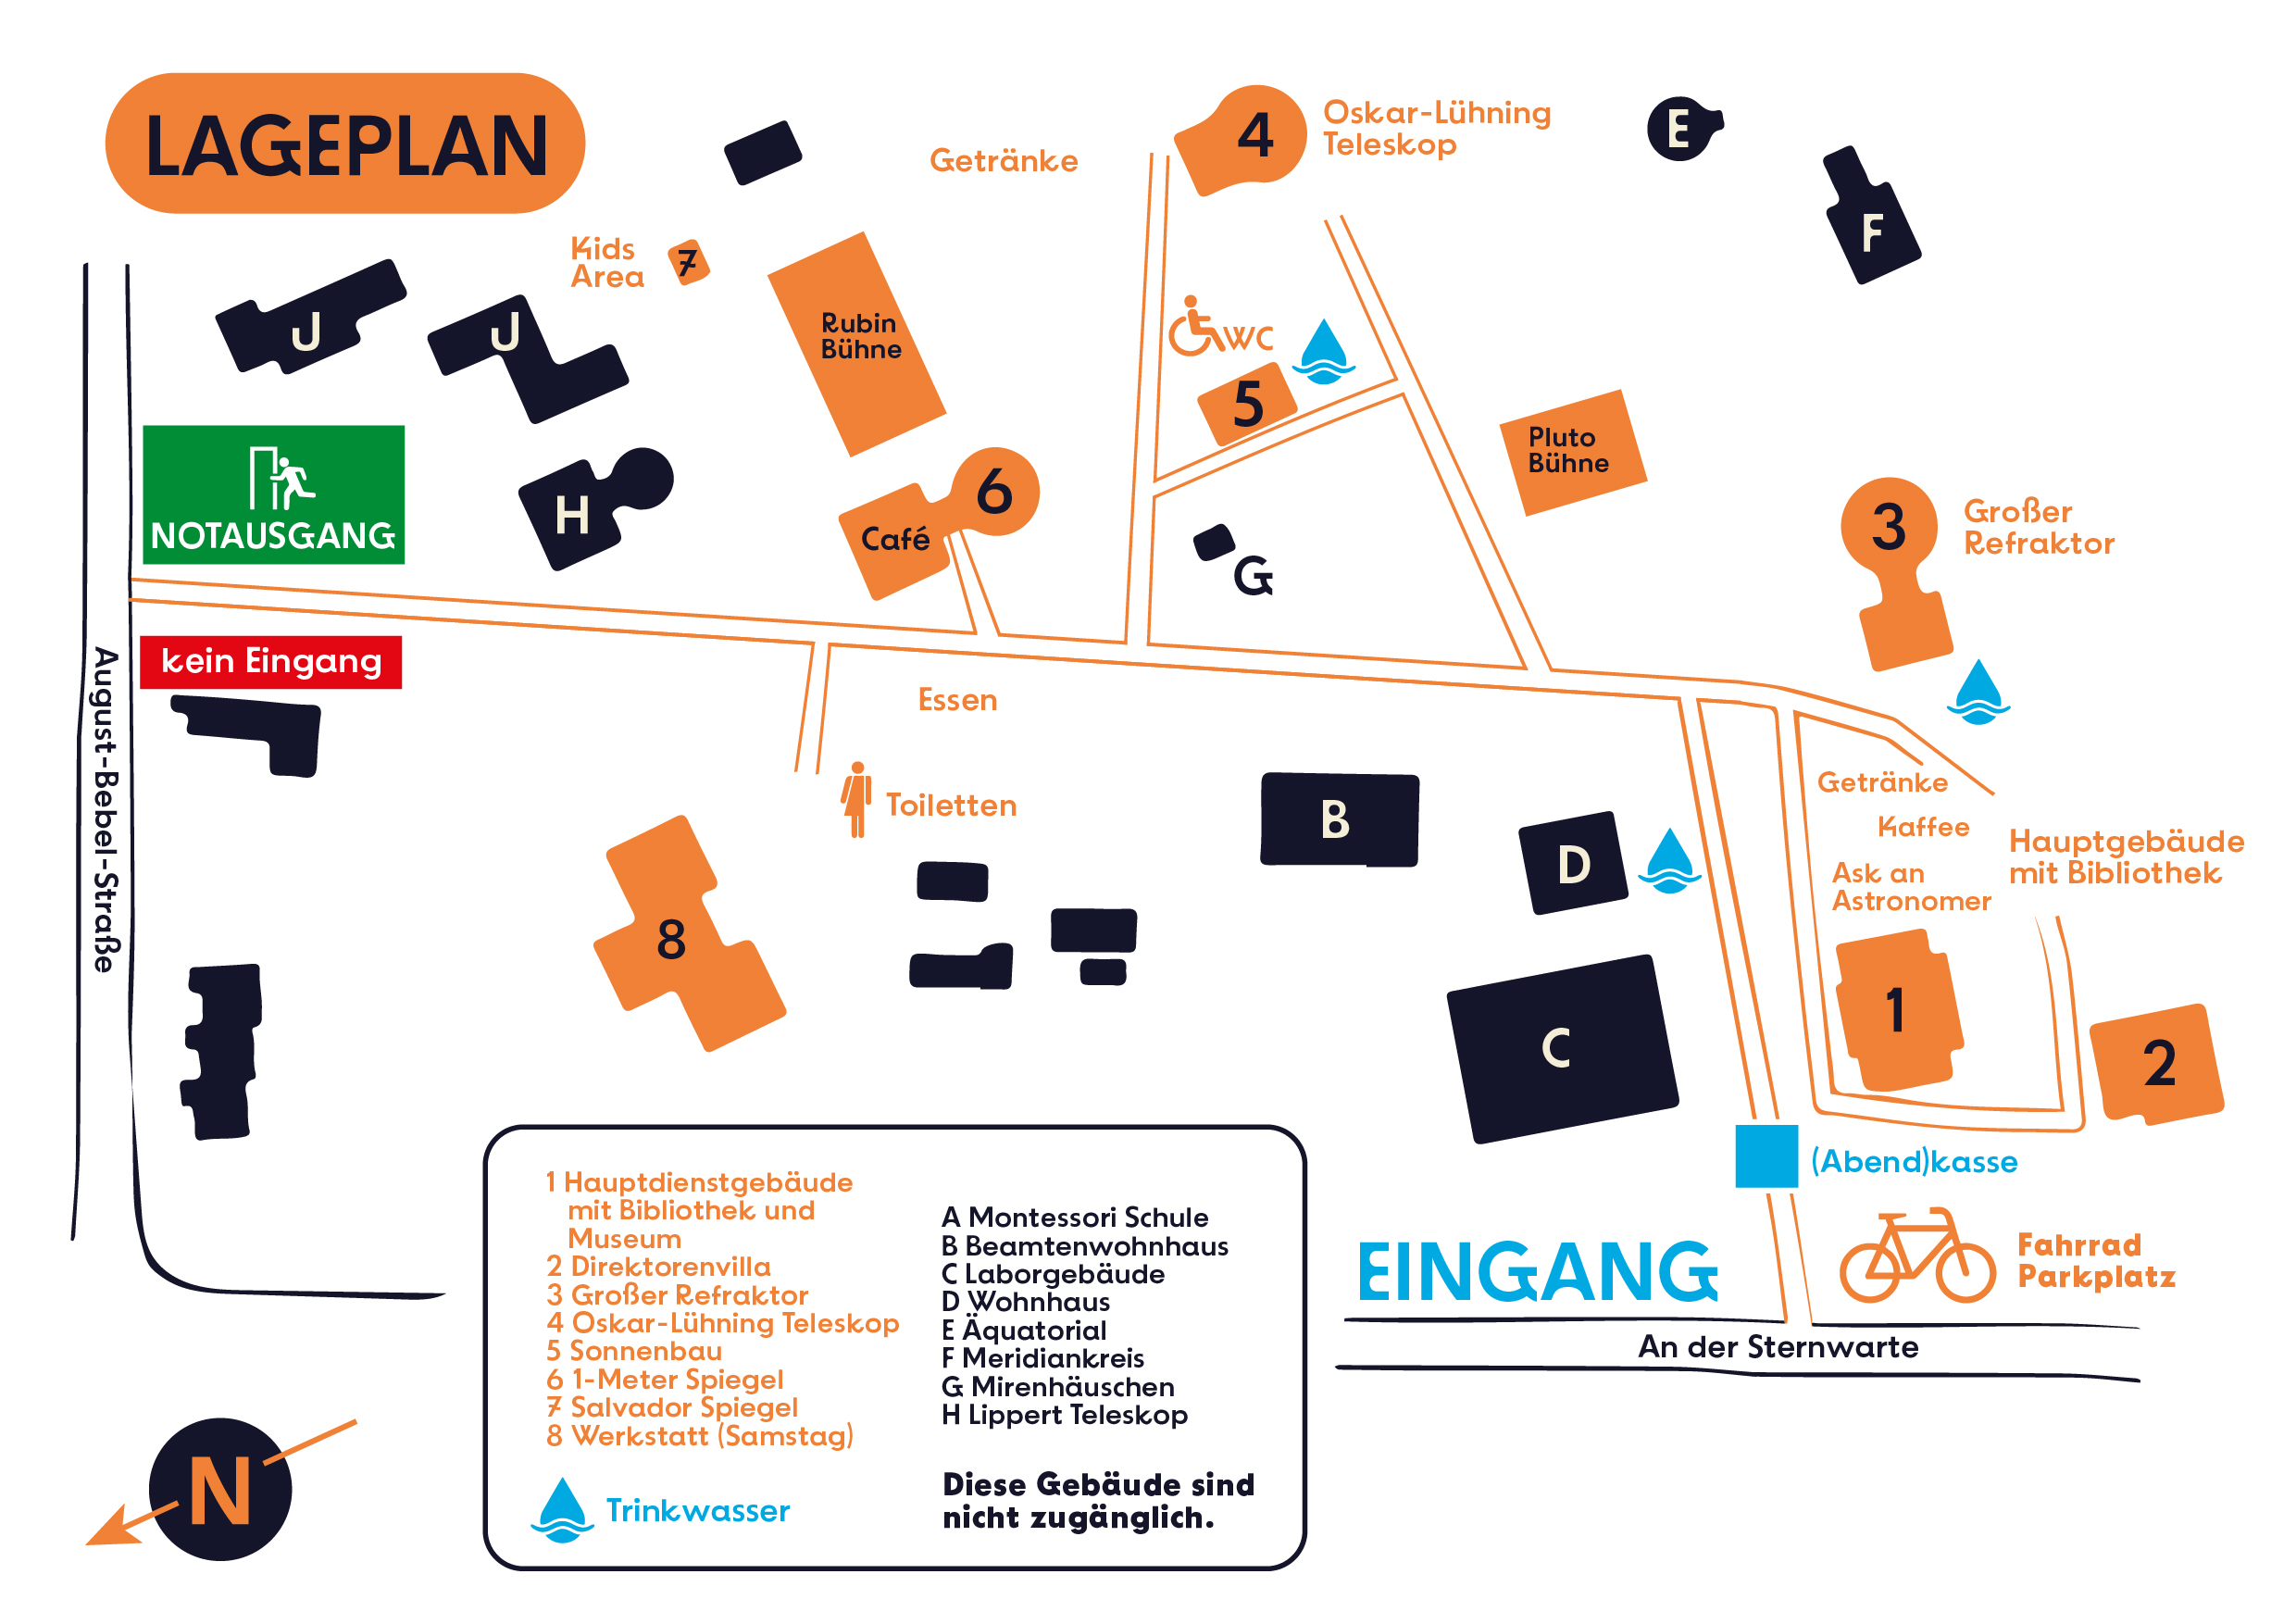 LAGEPLAN
Getränke
4
Oskar-Lühning
Teleskop
E
F
Kids
Area
7
J
J
Rubin
Bühne
WC
5
Pluto
Bühne
NOTAUSGANG
H
6
Café
G
3
Großer
Refraktor
kein Eingang
August-Bebel-Straße
Essen
Toiletten
B
D
Getränke
Kaffee
Ask an
Astronomer
Hauptgebäude
mit Bibliothek
8
C
1
2
(Abend)kasse
EINGANG
Fahrrad
Parkplatz
An der Sternwarte
1 Hauptdienstgebäude
mit Bibliothek und
Museum
2 Direktorenvilla
3 Großer Refraktor
4 Oskar-Lühning Teleskop
5 Sonnenbau
6 1-Meter Spiegel
7 Salvador Spiegel
8 Werkstatt (Samstag)
Trinkwasser
A Montessori Schule
B Beamtenwohnhaus
C Laborgebäude
D Wohnhaus
E Äquatorial
F Meridiankreis
G Mirenhäuschen
H Lippert Teleskop
Diese Gebäude sind
nicht zugänglich.
N